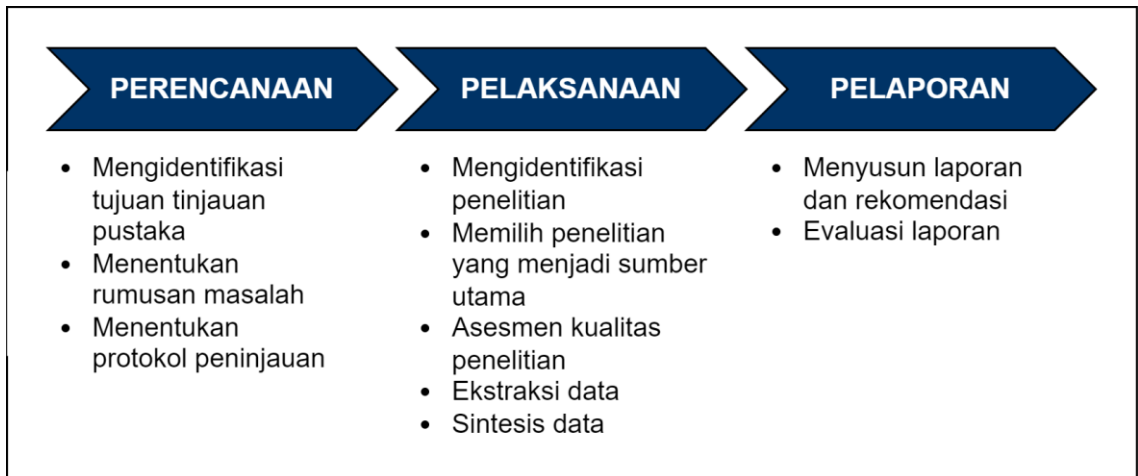 PERENCANAAN
• Mengidentifikasi
tujuan tinjauan
pustaka
• Menentukan
rumusan masalah
• Menentukan
protokol peninjauan
PELAKSANAAN
• Mengidentifikasi
penelitian
• Memilih penelitian
yang menjadi sumber
utama
• Asesmen kualitas
penelitian
• Ekstraksi data
• Sintesis data
PELAPORAN
• Menyusun laporan
dan rekomendasi
• Evaluasi laporan